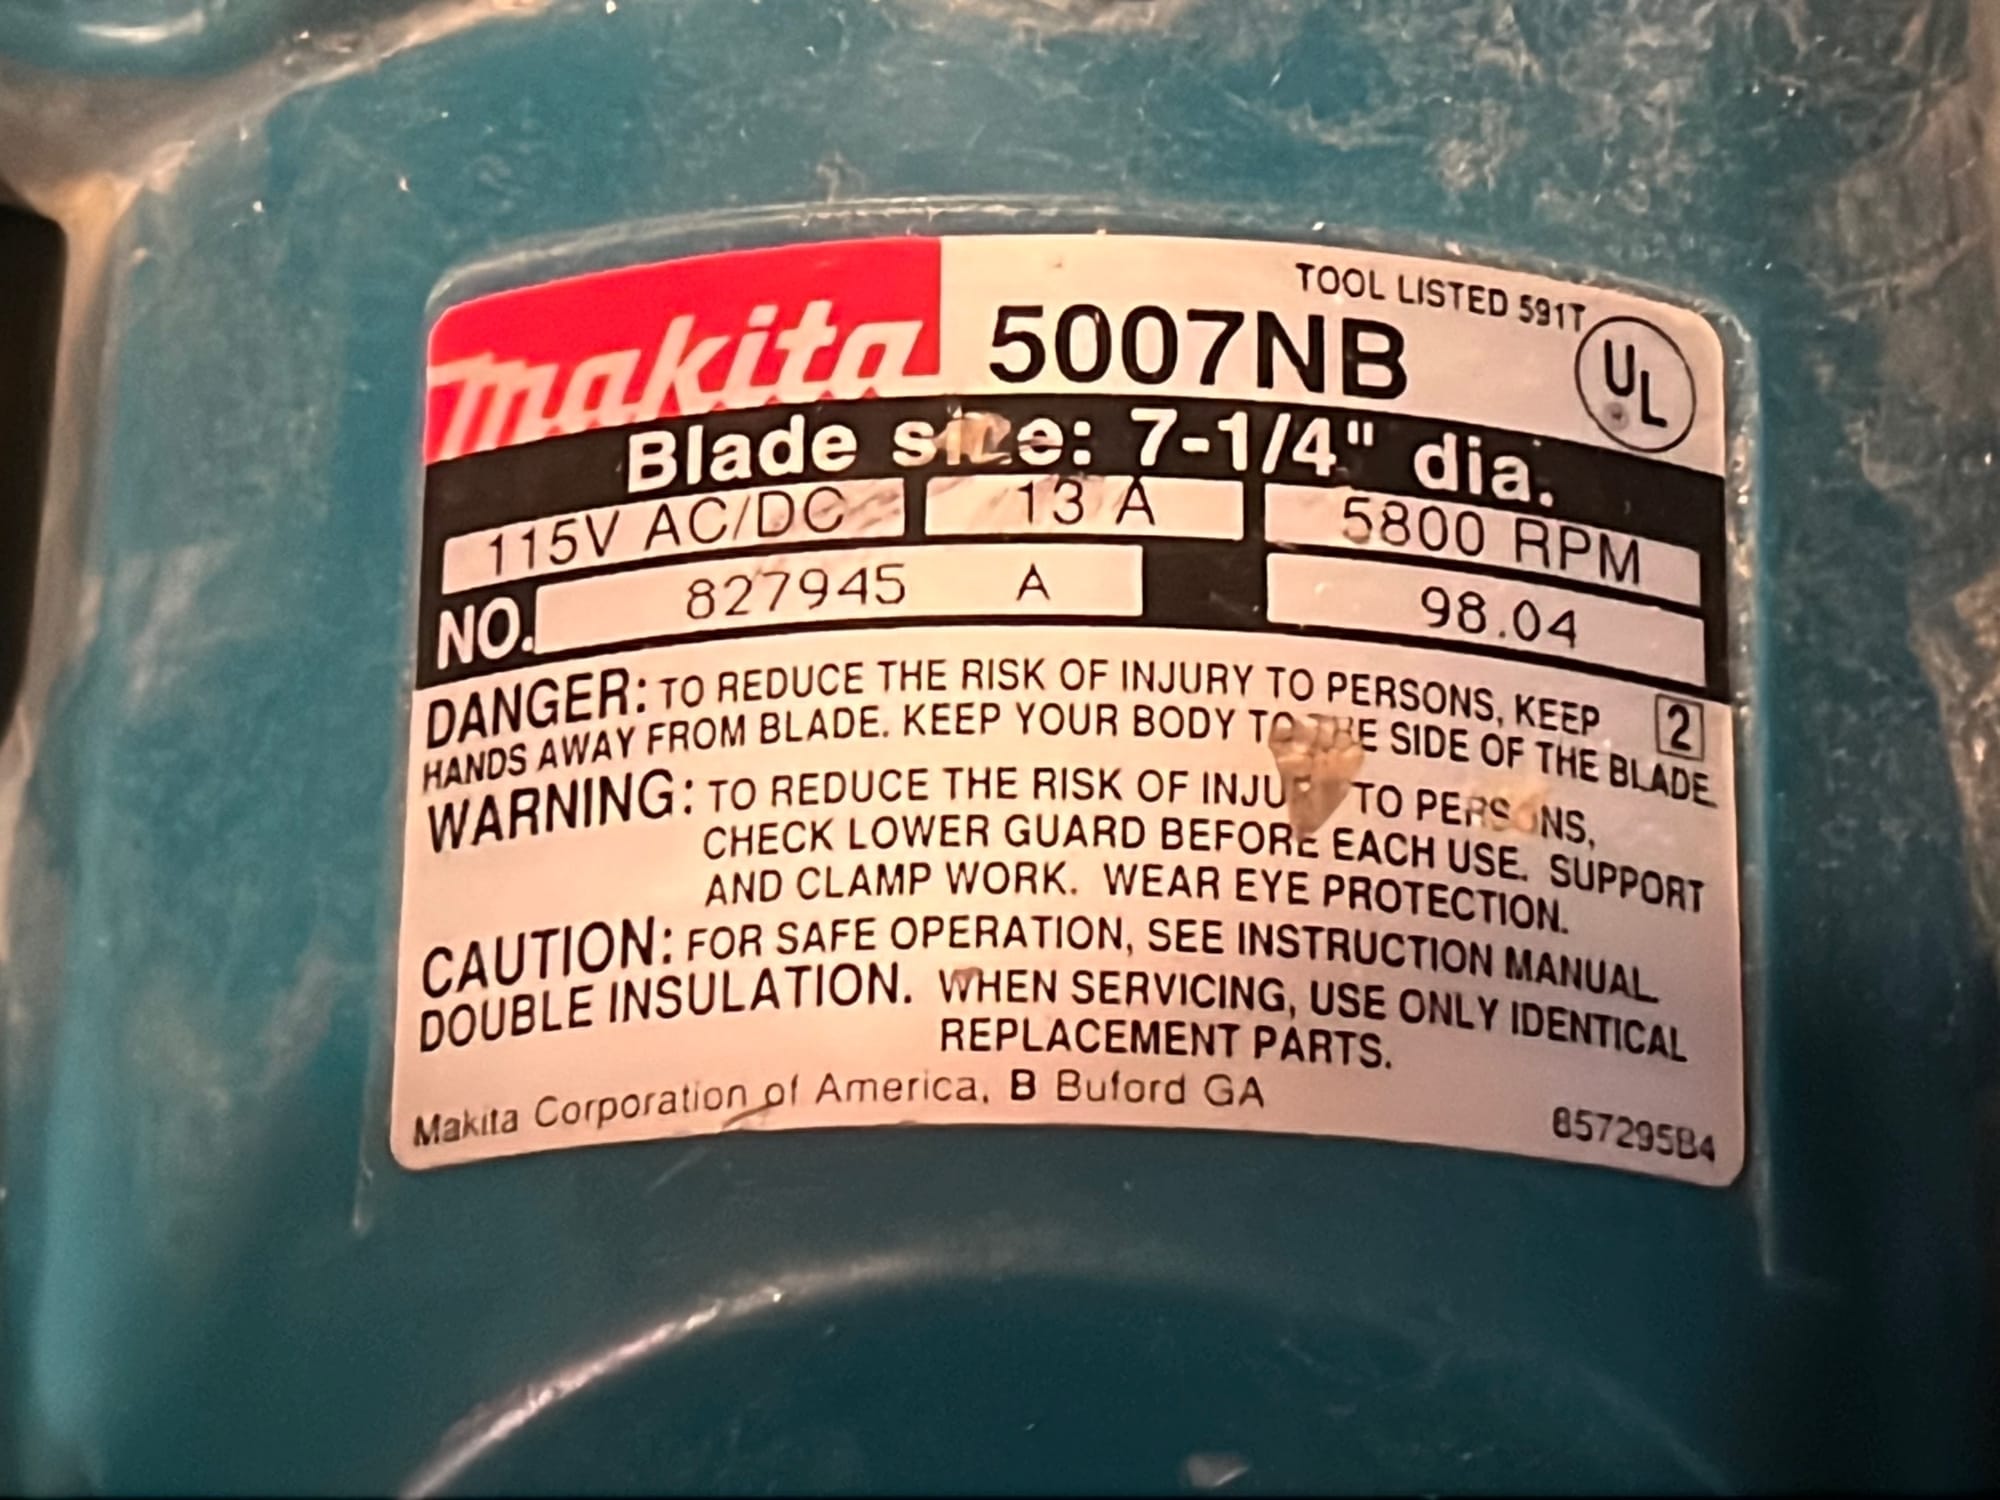 TOOL LISTED 591T
makita 5007NB UL
Blade size: 7-1/4" dia.
115V AC/DC 13 A 5800 RPM
NO. 827945 A 98.04
DANGER: TO REDUCE THE RISK OF INJURY TO PERSONS, KEEP 2
HANDS AWAY FROM BLADE. KEEP YOUR BODY TO THE SIDE OF THE BLADE.
WARNING: TO REDUCE THE RISK OF INJURY TO PERSONS,
CHECK LOWER GUARD BEFORE EACH USE. SUPPORT
AND CLAMP WORK. WEAR EYE PROTECTION.
CAUTION: FOR SAFE OPERATION, SEE INSTRUCTION MANUAL.
DOUBLE INSULATION. WHEN SERVICING, USE ONLY IDENTICAL
REPLACEMENT PARTS.
Makita Corporation of America, B Buford GA
857295B4